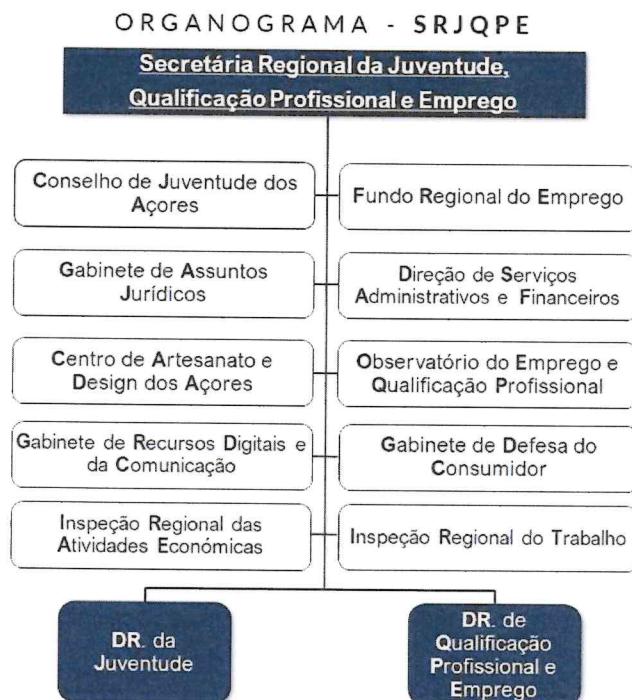 ORGANOGRAMA - SRJQPE
Secretária Regional da Juventude,
Qualificação Profissional e Emprego
Conselho de Juventude dos
Açores
Fundo Regional do Emprego
Gabinete de Assuntos
Jurídicos
Direção de Serviços
Administrativos e Financeiros
Centro de Artesanato e
Design dos Açores
Observatório do Emprego e
Qualificação Profissional
Gabinete de Recursos Digitais e
da Comunicação
Gabinete de Defesa do
Consumidor
Inspeção Regional das
Atividades Económicas
Inspeção Regional do Trabalho
DR. da
Juventude
DR. de
Qualificação
Profissional e
Emprego